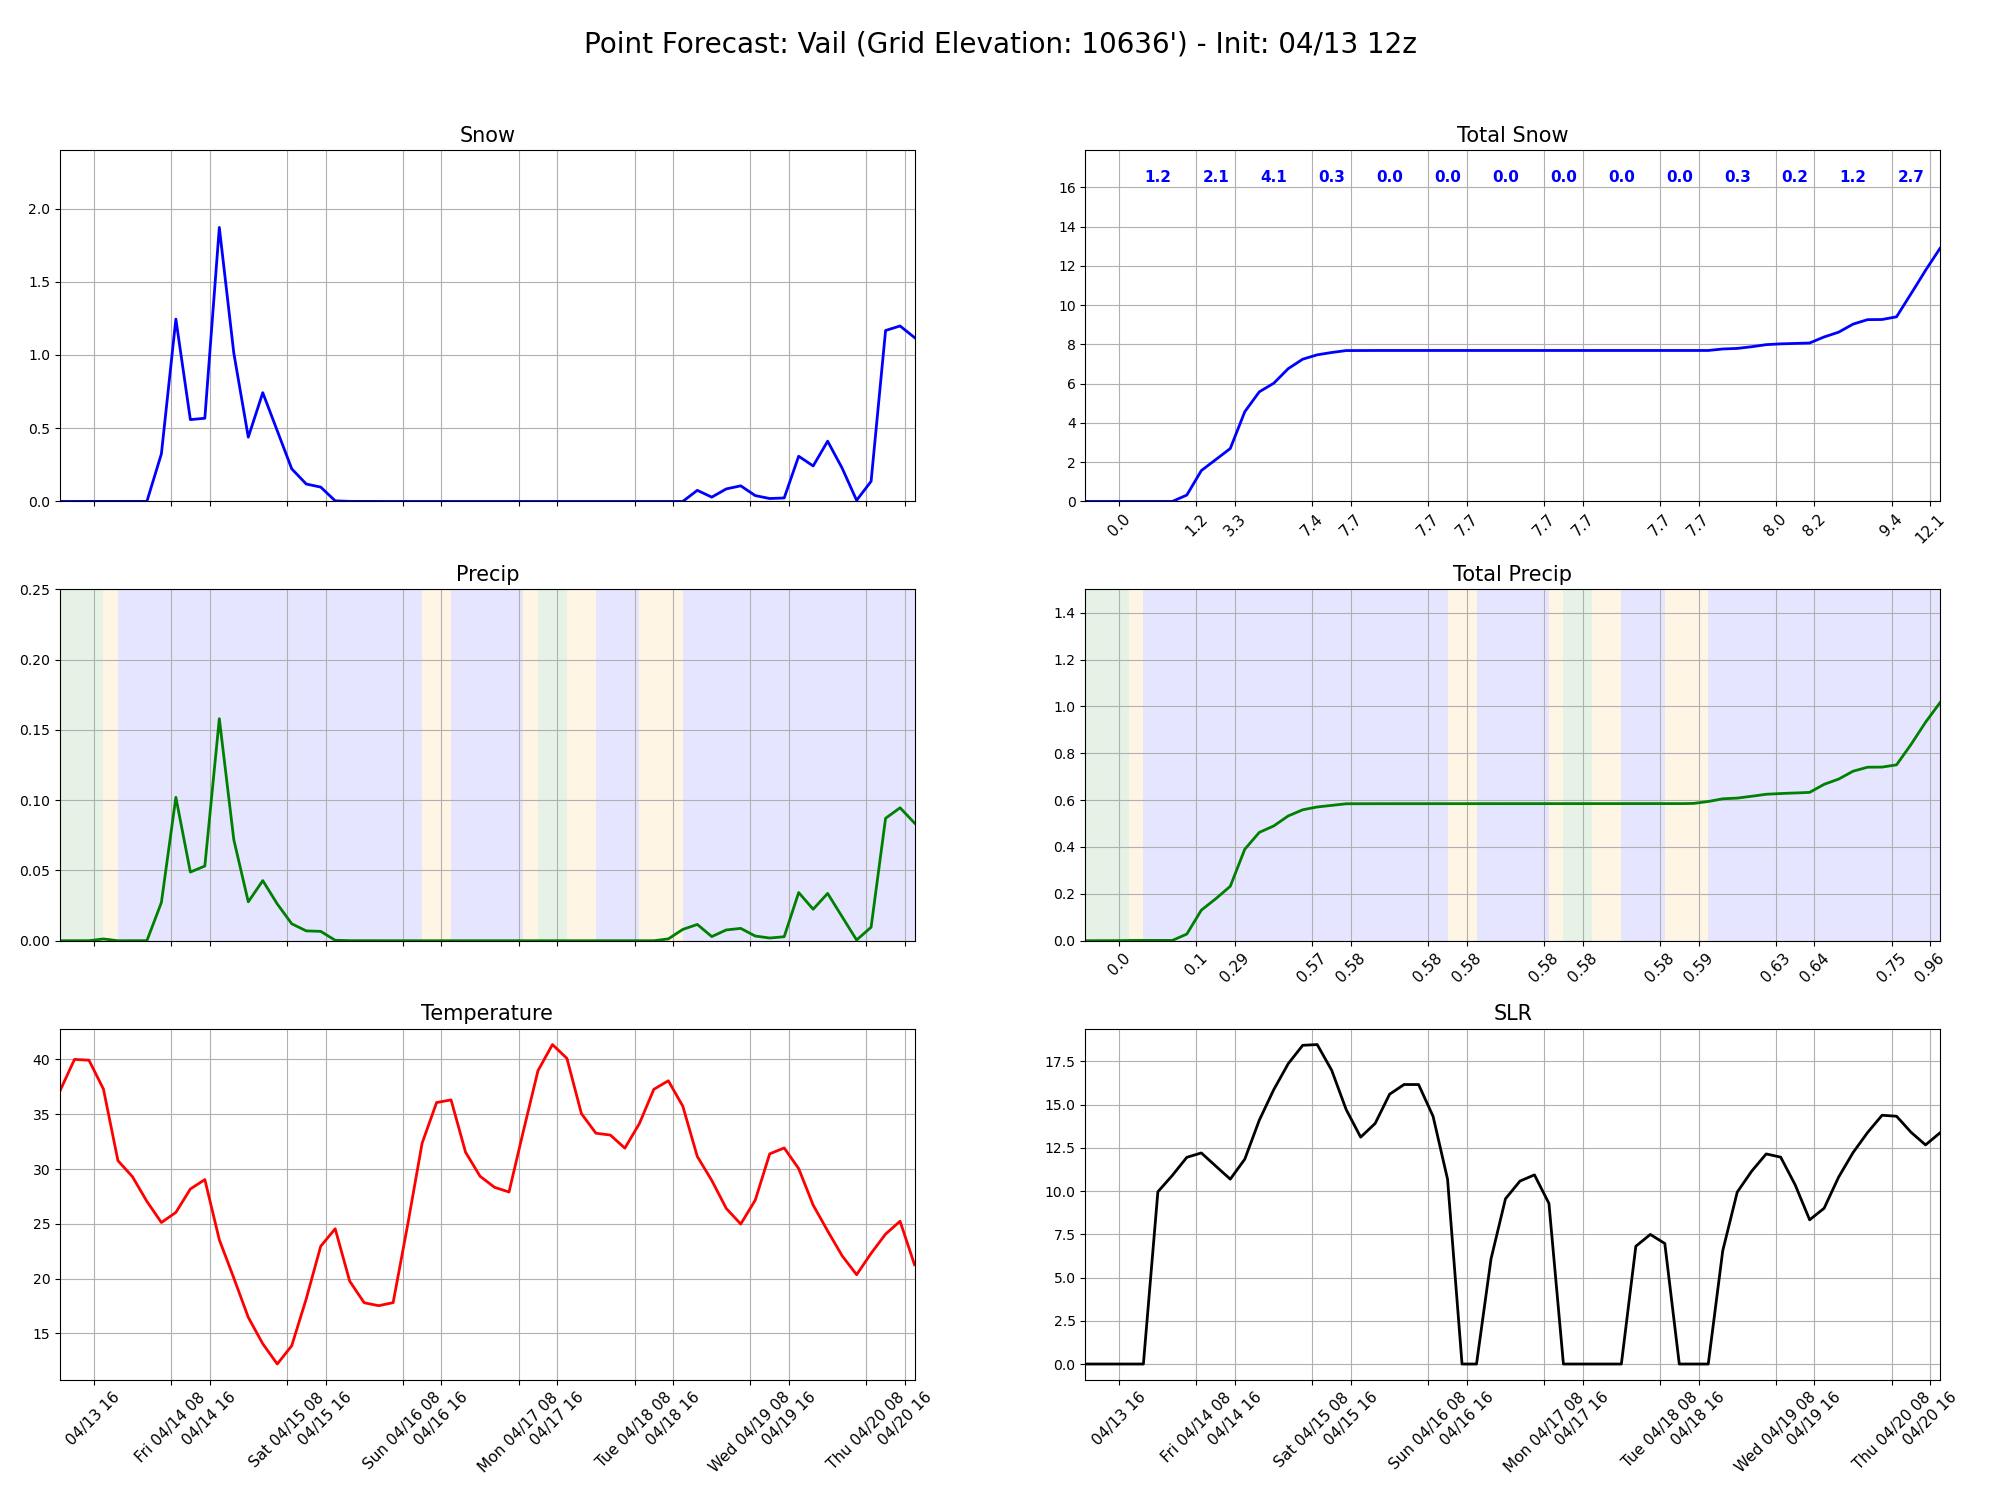 Point Forecast: Vail (Grid Elevation: 10636') - Init: 04/13 12z
Snow
2.0
1.5
1.0
0.5
0.0
Total Snow
1.2 2.1 4.1 0.3 0.0 0.0 0.0 0.0 0.0 0.0 0.3 0.2 1.2 2.7
16
14
12
10
8
6
4
2
0
0.0 1.2 3.3 7.4 7.7 7.7 7.7 7.7 7.7 7.7 7.7 8.0 8.2 9.4 12.1
Precip
0.25
0.20
0.15
0.10
0.05
0.00
Total Precip
1.4
1.2
1.0
0.8
0.6
0.4
0.2
0.0
0.0 0.1 0.29 0.57 0.58 0.58 0.58 0.58 0.58 0.58 0.59 0.63 0.64 0.75 0.96
Temperature
40
35
30
25
20
15
04/13 16
Fri 04/14 08
04/14 16
Sat 04/15 08
04/15 16
Sun 04/16 08
04/16 16
Mon 04/17 08
04/17 16
Tue 04/18 08
04/18 16
Wed 04/19 08
04/19 16
Thu 04/20 08
04/20 16
SLR
17.5
15.0
12.5
10.0
7.5
5.0
2.5
0.0
04/13 16
Fri 04/14 08
04/14 16
Sat 04/15 08
04/15 16
Sun 04/16 08
04/16 16
Mon 04/17 08
04/17 16
Tue 04/18 08
04/18 16
Wed 04/19 08
04/19 16
Thu 04/20 08
04/20 16